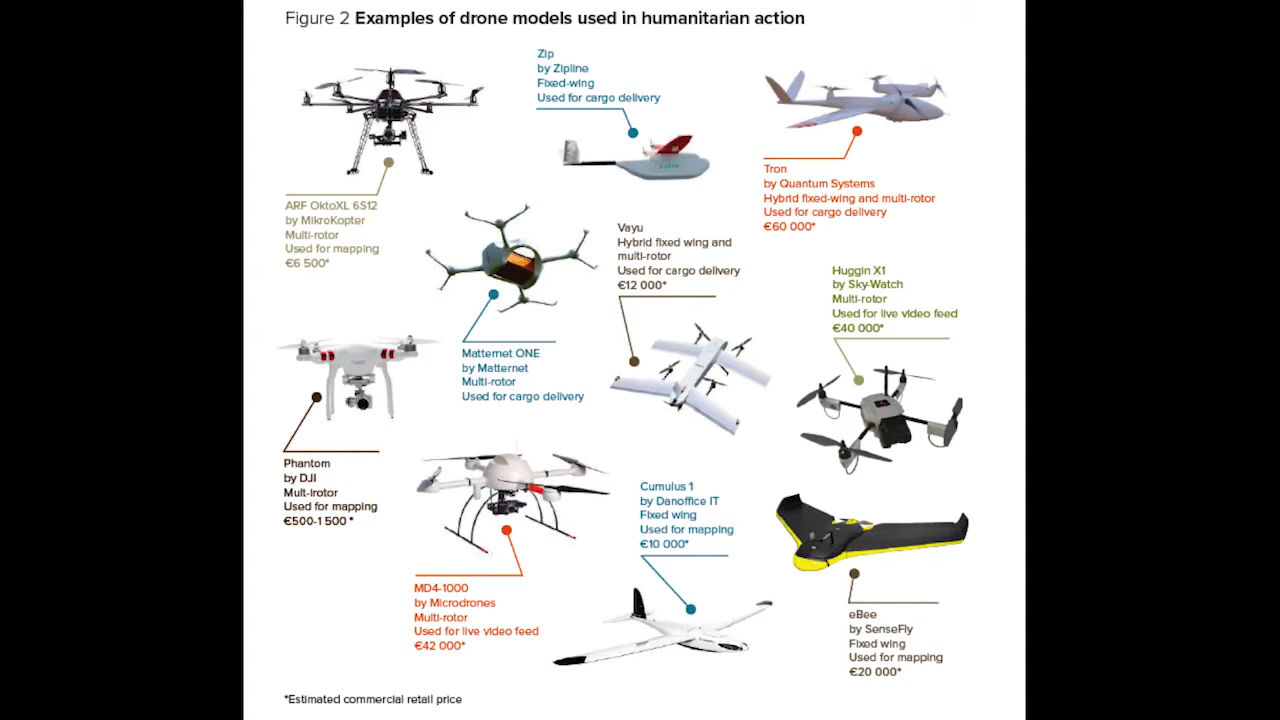 Figure 2 Examples of drone models used in humanitarian action
Zip
by Zipline
Fixed-wing
Used for cargo delivery
Tron
by Quantum Systems
Hybrid fixed-wing and multi-rotor
Used for cargo delivery
€60 000*
ARF OktoXL 6S12
by MikroKopter
Multi-rotor
Used for mapping
€6 500*
Vayu
Hybrid fixed wing and
multi-rotor
Used for cargo delivery
€12 000*
Huggin X1
by Sky-Watch
Multi-rotor
Used for live video feed
€40 000*
Matternet ONE
by Matternet
Multi-rotor
Used for cargo delivery
Phantom
by DJI
Mult-irotor
Used for mapping
€500-1 500*
Cumulus 1
by Danoffice IT
Fixed wing
Used for mapping
€10 000*
MD4-1000
by Microdrones
Multi-rotor
Used for live video feed
€42 000*
eBee
by SenseFly
Fixed wing
Used for mapping
€20 000*
*Estimated commercial retail price